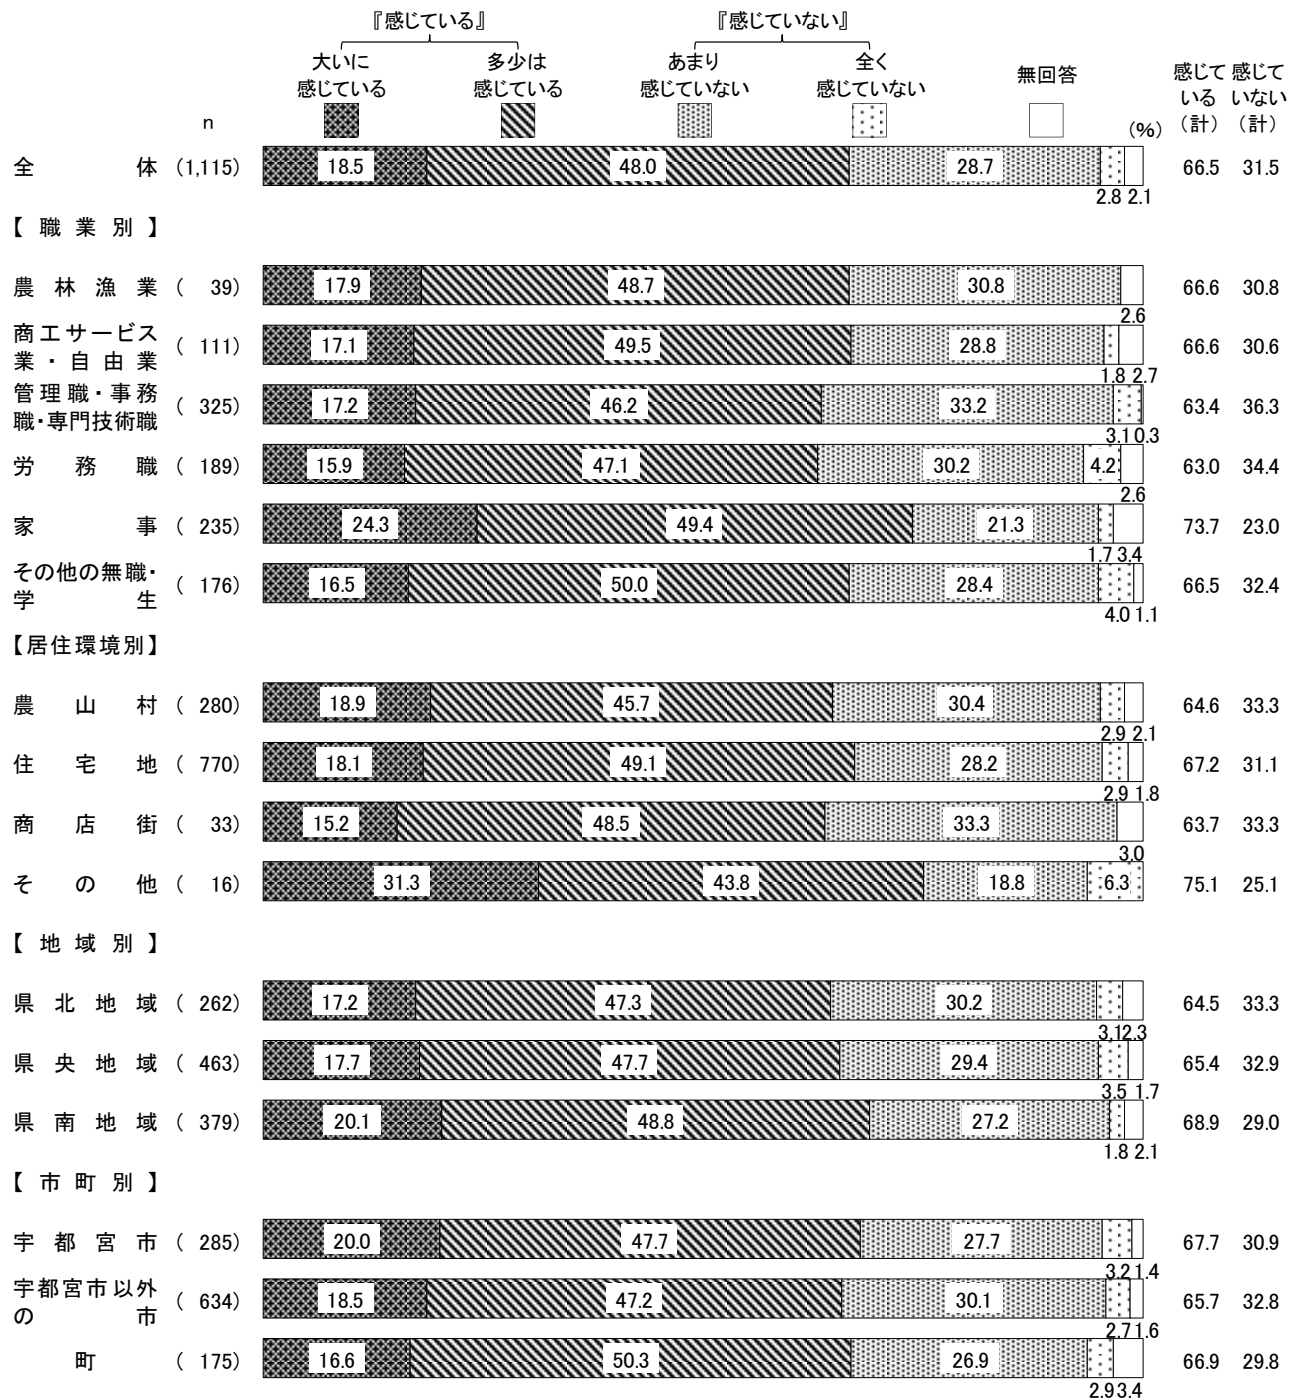 『感じている』 『感じていない』
大いに 多少は あまり 全く 無回答 感じて 感じて
感じている 感じている 感じていない 感じていない いる いない
n (%) (計) (計)
全体 (1,115) 18.5 48.0 28.7 66.5 31.5
2.8 2.1
【職業別】
農林漁業 ( 39) 17.9 48.7 30.8 66.6 30.8
2.6
商工サービス
業・自由業 ( 111) 17.1 49.5 28.8 66.6 30.6
1.8 2.7
管理職・事務
職・専門技術職 ( 325) 17.2 46.2 33.2 63.4 36.3
3.1 0.3
労務職 ( 189) 15.9 47.1 30.2 4.2 63.0 34.4
2.6
家事 ( 235) 24.3 49.4 21.3 73.7 23.0
1.7 3.4
その他の無職・
学生 ( 176) 16.5 50.0 28.4 66.5 32.4
4.0 1.1
【居住環境別】
農山村 ( 280) 18.9 45.7 30.4 64.6 33.3
2.9 2.1
住宅地 ( 770) 18.1 49.1 28.2 67.2 31.1
2.9 1.8
商店街 ( 33) 15.2 48.5 33.3 63.7 33.3
3.0
その他 ( 16) 31.3 43.8 18.8 6.3 75.1 25.1
【地域別】
県北地域 ( 262) 17.2 47.3 30.2 64.5 33.3
3.1 2.3
県央地域 ( 463) 17.7 47.7 29.4 65.4 32.9
3.5 1.7
県南地域 ( 379) 20.1 48.8 27.2 68.9 29.0
1.8 2.1
【市町別】
宇都宮市 ( 285) 20.0 47.7 27.7 67.7 30.9
3.2 1.4
宇都宮市以外
の市 ( 634) 18.5 47.2 30.1 65.7 32.8
2.7 1.6
町 ( 175) 16.6 50.3 26.9 66.9 29.8
2.9 3.4